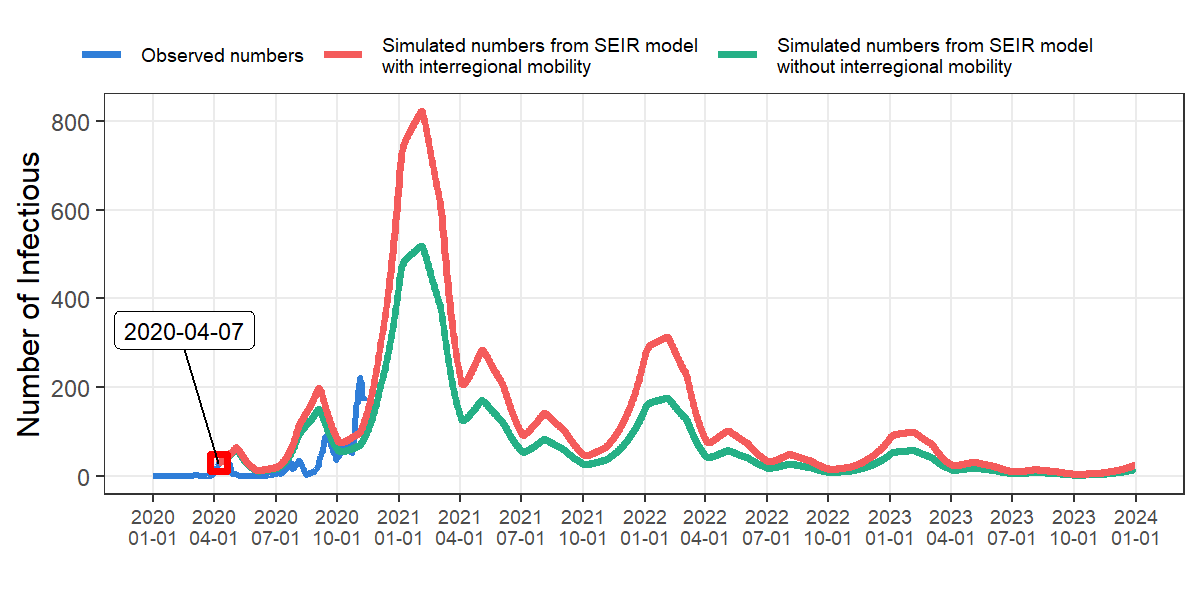 Observed numbers
Simulated numbers from SEIR model
with interregional mobility
Simulated numbers from SEIR model
without interregional mobility
Number of Infectious
800
600
400
200
0
2020-04-07
2020 2020 2020 2020 2021 2021 2021 2021 2022 2022 2022 2022 2023 2023 2023 2023 2024
01-01 04-01 07-01 10-01 01-01 04-01 07-01 10-01 01-01 04-01 07-01 10-01 01-01 04-01 07-01 10-01 01-01